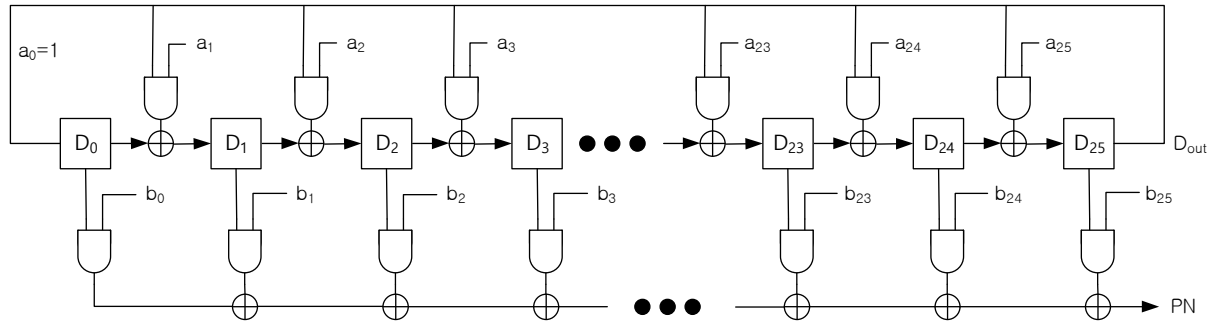 a₀=1
a₁
a₂
a₃
a₂₃
a₂₄
a₂₅
D₀
D₁
D₂
D₃
D₂₃
D₂₄
D₂₅
Dₒᵤₜ
b₀
b₁
b₂
b₃
b₂₃
b₂₄
b₂₅
PN